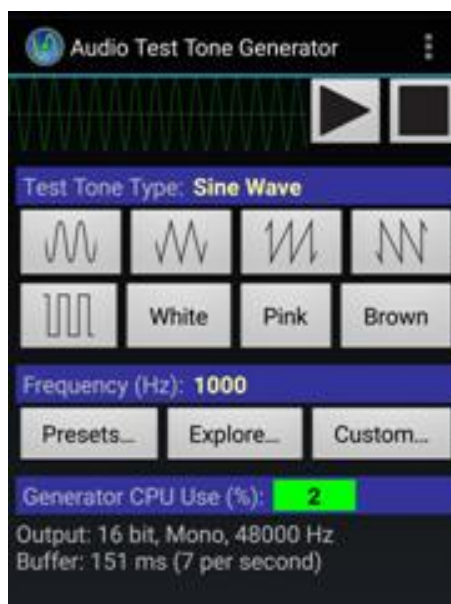 Audio Test Tone Generator
Test Tone Type: Sine Wave
White Pink Brown
Frequency (Hz): 1000
Presets… Explore… Custom…
Generator CPU Use (%): 2
Output: 16 bit, Mono, 48000 Hz
Buffer: 151 ms (7 per second)